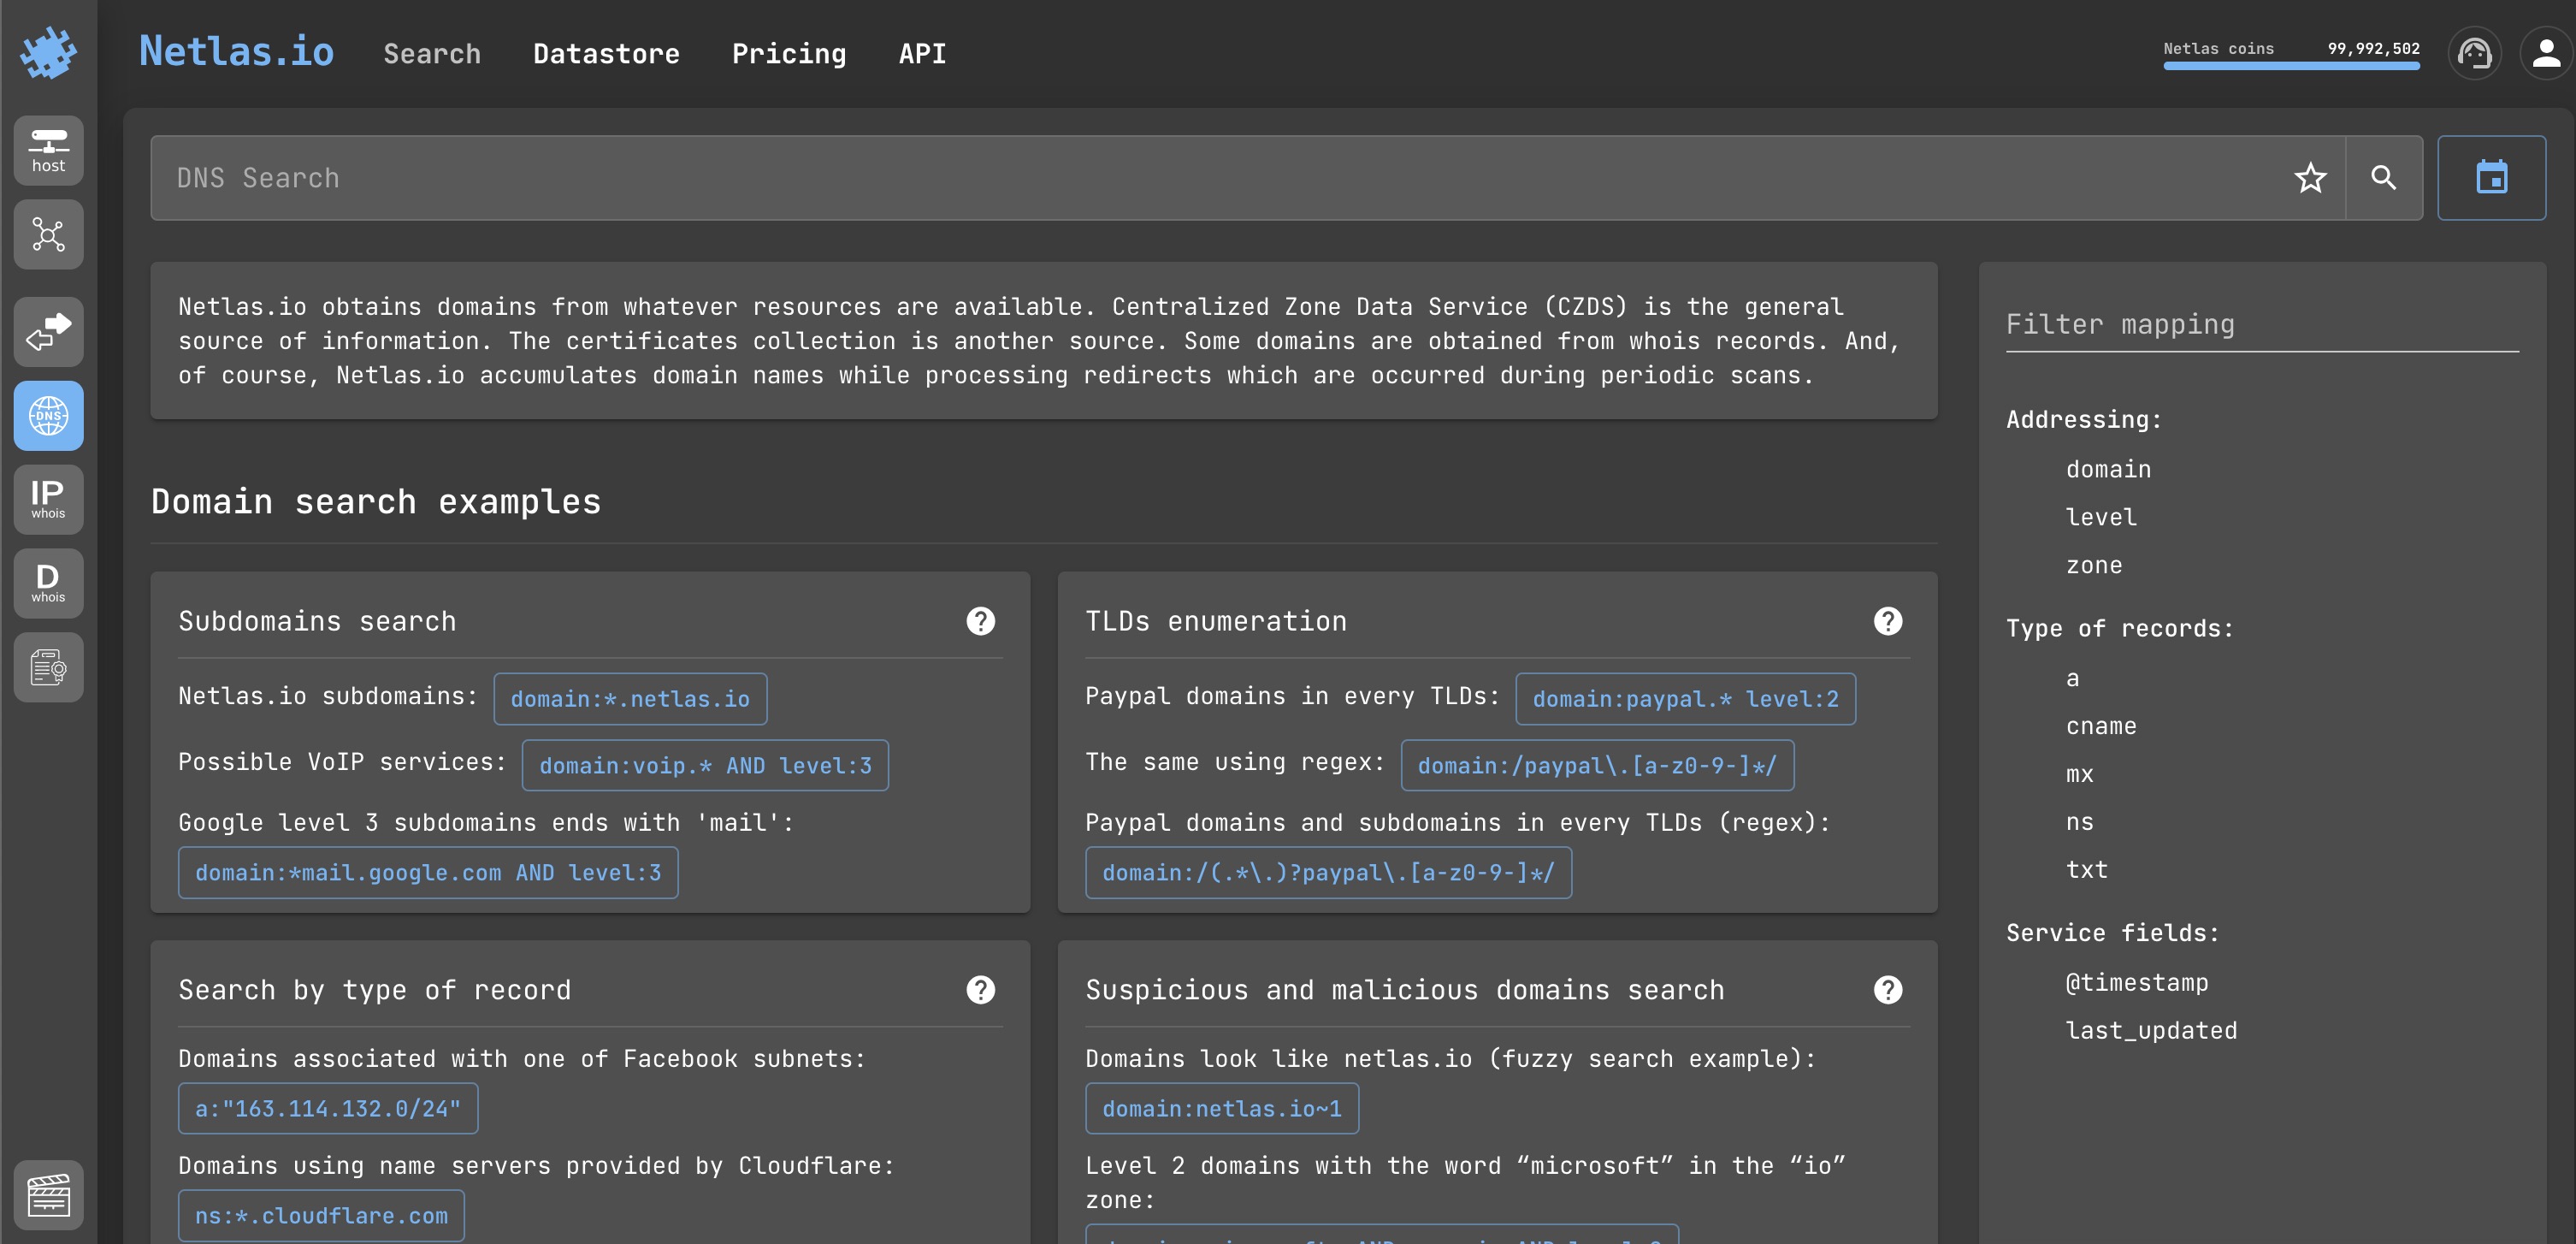 Netlas.io
Search
Datastore
Pricing
API
Netlas coins
99,992,502
host
DNS
IP
whois
D
whois
DNS Search
Netlas.io obtains domains from whatever resources are available. Centralized Zone Data Service (CZDS) is the general
source of information. The certificates collection is another source. Some domains are obtained from whois records. And,
of course, Netlas.io accumulates domain names while processing redirects which are occurred during periodic scans.
Domain search examples
Subdomains search
?
Netlas.io subdomains: domain:*.netlas.io
Possible VoIP services: domain:voip.* AND level:3
Google level 3 subdomains ends with 'mail':
domain:*mail.google.com AND level:3
TLDs enumeration
?
Paypal domains in every TLDs: domain:paypal.* level:2
The same using regex: domain:/paypal\.[a-z0-9-]*/
Paypal domains and subdomains in every TLDs (regex):
domain:/(.*\.)?paypal\.[a-z0-9-]*/
Search by type of record
?
Domains associated with one of Facebook subnets:
a:"163.114.132.0/24"
Domains using name servers provided by Cloudflare:
ns:*.cloudflare.com
Suspicious and malicious domains search
?
Domains look like netlas.io (fuzzy search example):
domain:netlas.io~1
Level 2 domains with the word “microsoft” in the “io”
zone:
Filter mapping
Addressing:
domain
level
zone
Type of records:
a
cname
mx
ns
txt
Service fields:
@timestamp
last_updated